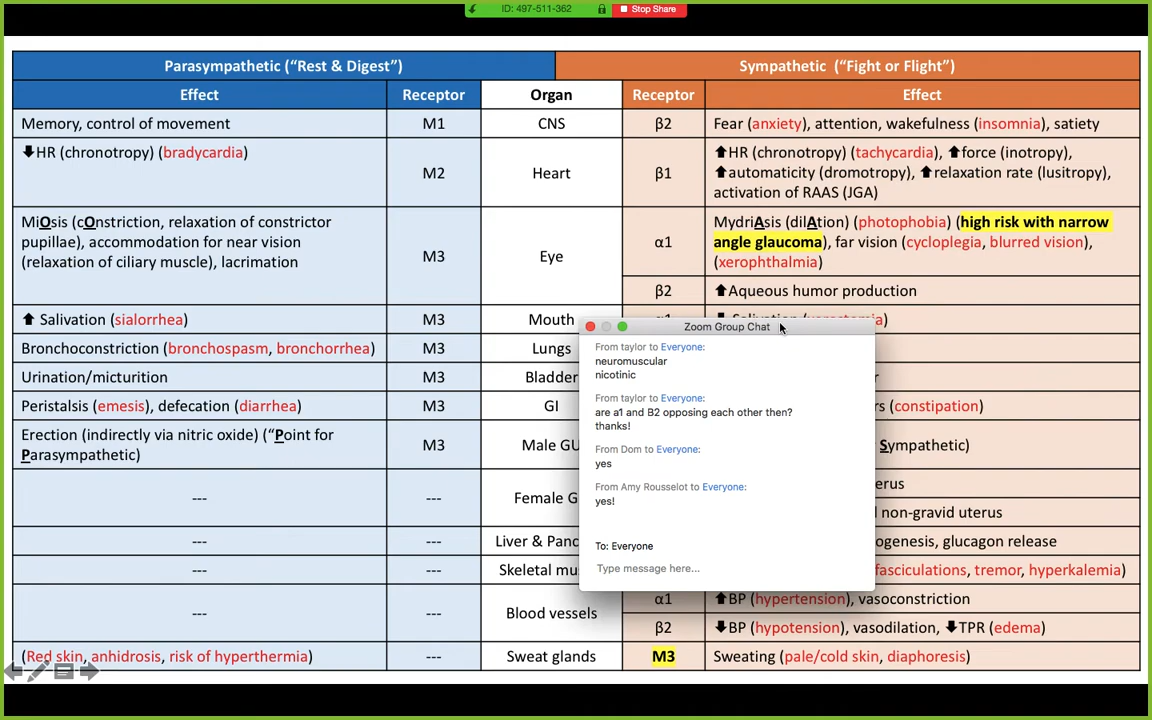 ID: 497-511-362
Stop Share
Parasympathetic (“Rest & Digest”)
Sympathetic (“Fight or Flight”)
Effect
Receptor
Organ
Receptor
Effect
Memory, control of movement
M1
CNS
β2
Fear (anxiety), attention, wakefulness (insomnia), satiety
🡇HR (chronotropy) (bradycardia)
M2
Heart
β1
🡅HR (chronotropy) (tachycardia), 🡅force (inotropy),
🡅automaticity (dromotropy), 🡅relaxation rate (lusitropy),
activation of RAAS (JGA)
MiOsis (cOnstriction, relaxation of constrictor
pupillae), accommodation for near vision
(relaxation of ciliary muscle), lacrimation
M3
Eye
α1
MydriAsis (dilAtion) (photophobia) (high risk with narrow
angle glaucoma), far vision (cycloplegia, blurred vision),
(xerophthalmia)
β2
🡅Aqueous humor production
🡅 Salivation (sialorrhea)
M3
Mouth
Bronchoconstriction (bronchospasm, bronchorrhea)
M3
Lungs
Urination/micturition
M3
Bladder
Peristalsis (emesis), defecation (diarrhea)
M3
GI
(constipation)
Erection (indirectly via nitric oxide) (“Point for
Parasympathetic)
M3
Male GU
Sympathetic)
---
---
Female G
erus
non-gravid uterus
---
---
Liver & Panc
ogenesis, glucagon release
---
---
Skeletal mu
fasciculations, tremor, hyperkalemia)
---
---
Blood vessels
α1
🡅BP (hypertension), vasoconstriction
β2
🡇BP (hypotension), vasodilation, 🡇TPR (edema)
(Red skin, anhidrosis, risk of hyperthermia)
---
Sweat glands
M3
Sweating (pale/cold skin, diaphoresis)
Zoom Group Chat
From taylor to Everyone:
neuromuscular
nicotinic
From taylor to Everyone:
are a1 and B2 opposing each other then?
thanks!
From Dom to Everyone:
yes
From Amy Rousselot to Everyone:
yes!
To: Everyone
Type message here...